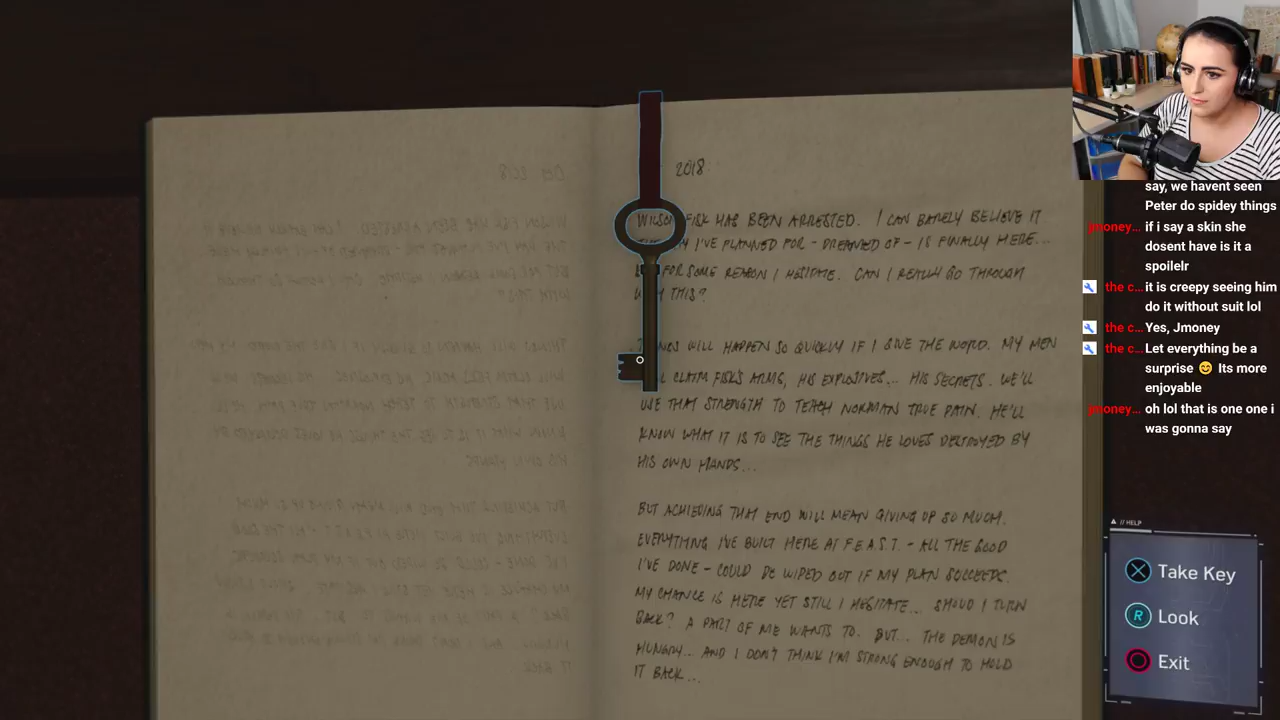 2018
WILSON FISK HAS BEEN ARRESTED. I CAN BARELY BELIEVE IT
I'VE PLANNED FOR - DREAMED OF - IS FINALLY HERE...
FOR SOME REASON I HESITATE. CAN I REALLY GO THROUGH
THIS?
THINGS WILL HAPPEN SO QUICKLY IF I GIVE THE WORD. MY MEN
CLAIM FISK'S ARMS, HIS EXPLOSIVES... HIS SECRETS. WE'LL
USE THAT STRENGTH TO TEACH NORMAN TRUE PAIN. HE'LL
KNOW WHAT IT IS TO SEE THE THINGS HE LOVES DESTROYED BY
HIS OWN HANDS...
BUT ACHIEVING THAT END WILL MEAN GIVING UP SO MUCH.
EVERYTHING I'VE BUILT HERE AT F.E.A.S.T. - ALL THE GOOD
I'VE DONE - COULD BE WIPED OUT IF MY PLAN SUCCEEDS.
MY CHANCE IS HERE YET STILL I HESITATE... SHOULD I TURN
BACK? A PART OF ME WANTS TO. BUT... THE DEMON IS
HUNGRY... AND I DON'T THINK I'M STRONG ENOUGH TO HOLD
IT BACK...
say, we havent seen
Peter do spidey things
jmoney... if i say a skin she
dosent have is it a
spoilelr
the c... it is creepy seeing him
do it without suit lol
the c... Yes, Jmoney
the c... Let everything be a
surprise 😊 Its more
enjoyable
jmoney... oh lol that is one one i
was gonna say
// HELP
Take Key
R Look
Exit